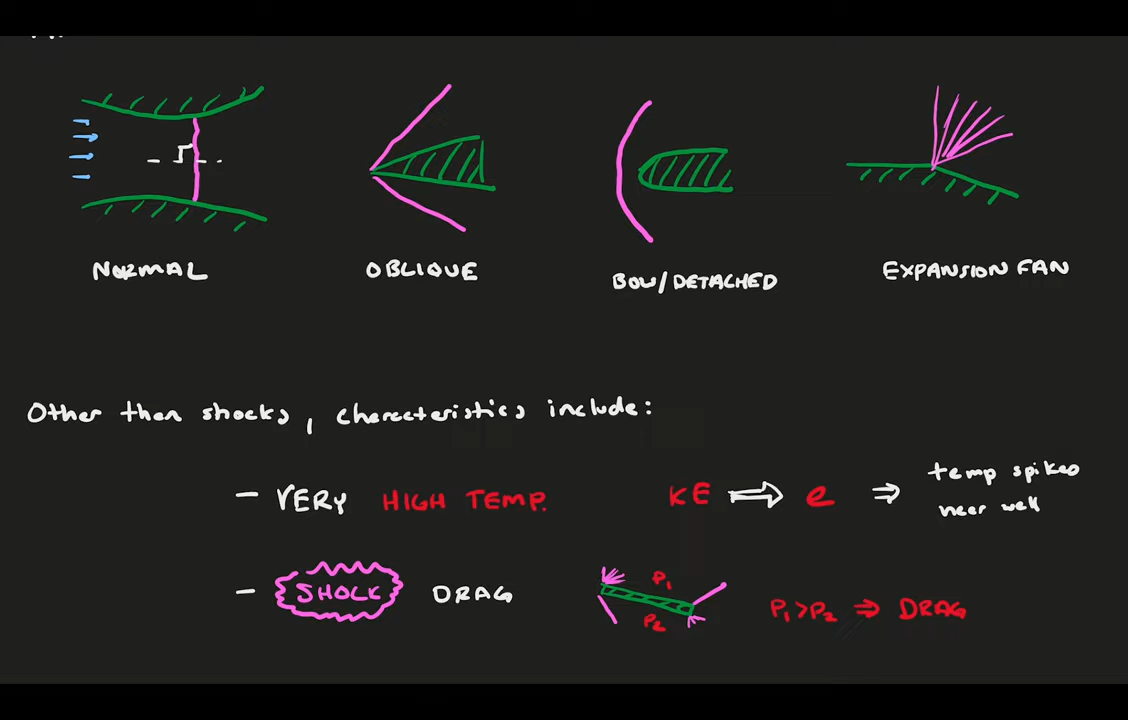 NORMAL
OBLIQUE
BOW/DETACHED
EXPANSION FAN
Other than shocks, characteristics include:
- VERY HIGH TEMP. KE ⇒ e ⇒ temp spikes
near wall
- SHOCK DRAG P1 P2 P1>P2 ⇒ DRAG